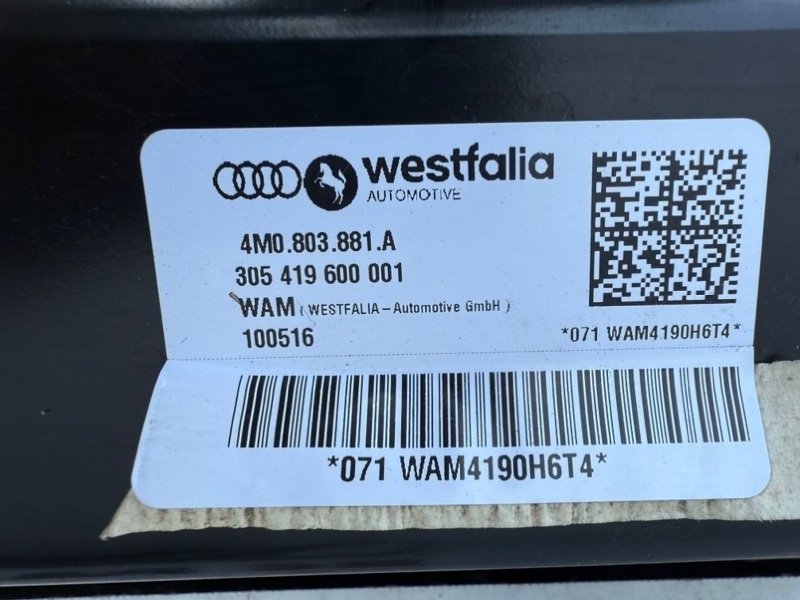 westfalia
AUTOMOTIVE
4M0.803.881.A
305 419 600 001
WAM ( WESTFALIA – Automotive GmbH )
100516
*071 WAM4190H6T4*
*071 WAM4190H6T4*